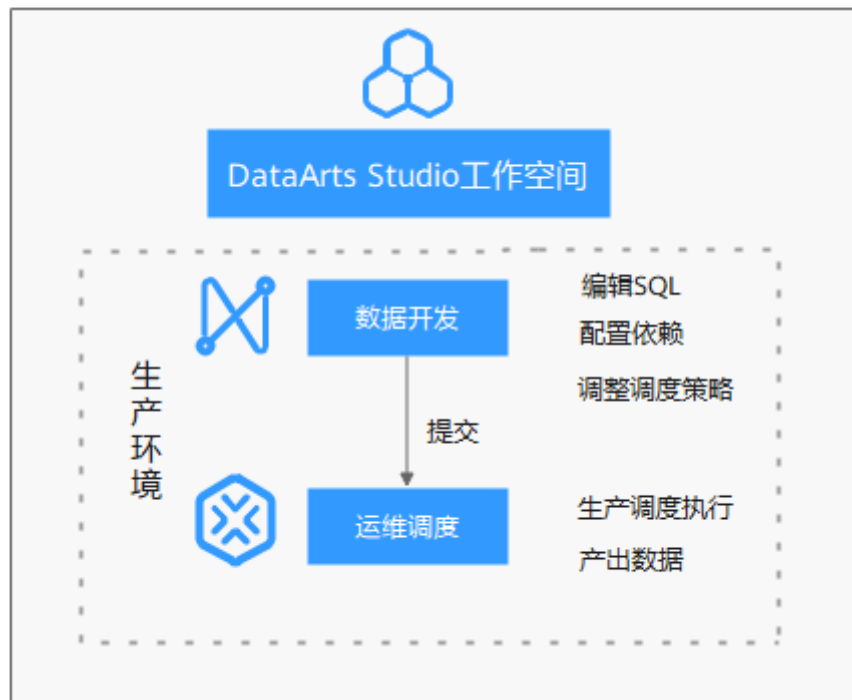 DataArts Studio工作空间
生产环境
数据开发
编辑SQL
配置依赖
调整调度策略
提交
运维调度
生产调度执行
产出数据